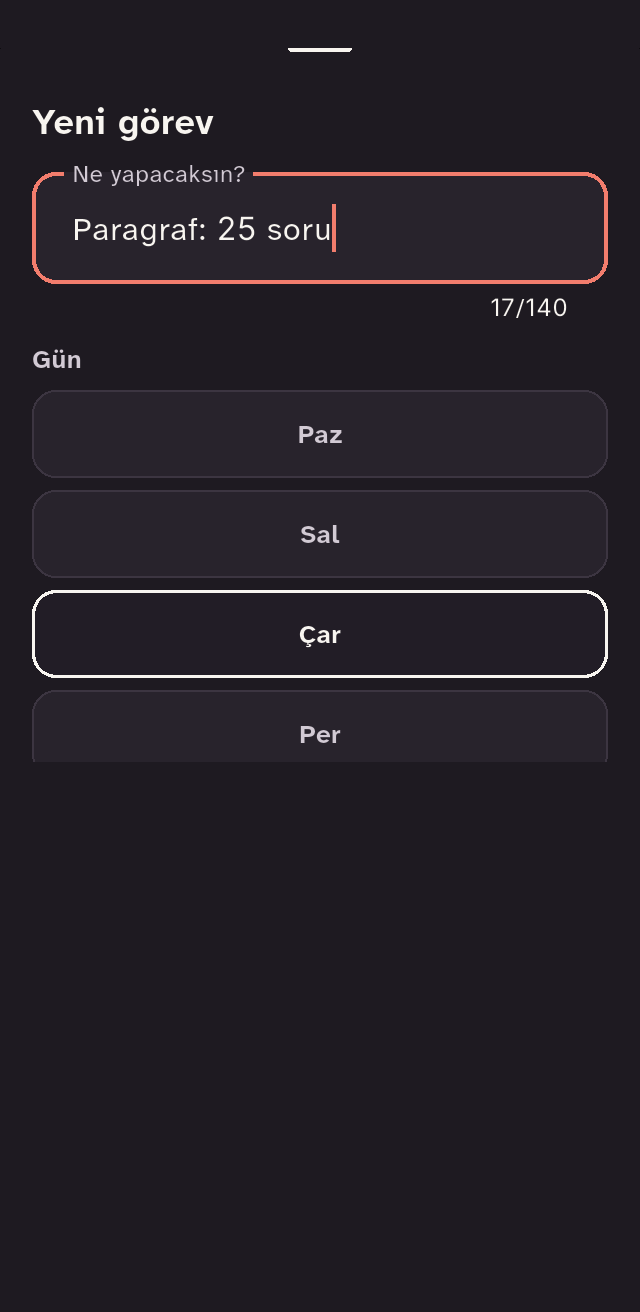 Yeni görev
Ne yapacaksın?
Paragraf: 25 soru
17/140
Gün
Paz
Sal
Çar
Per